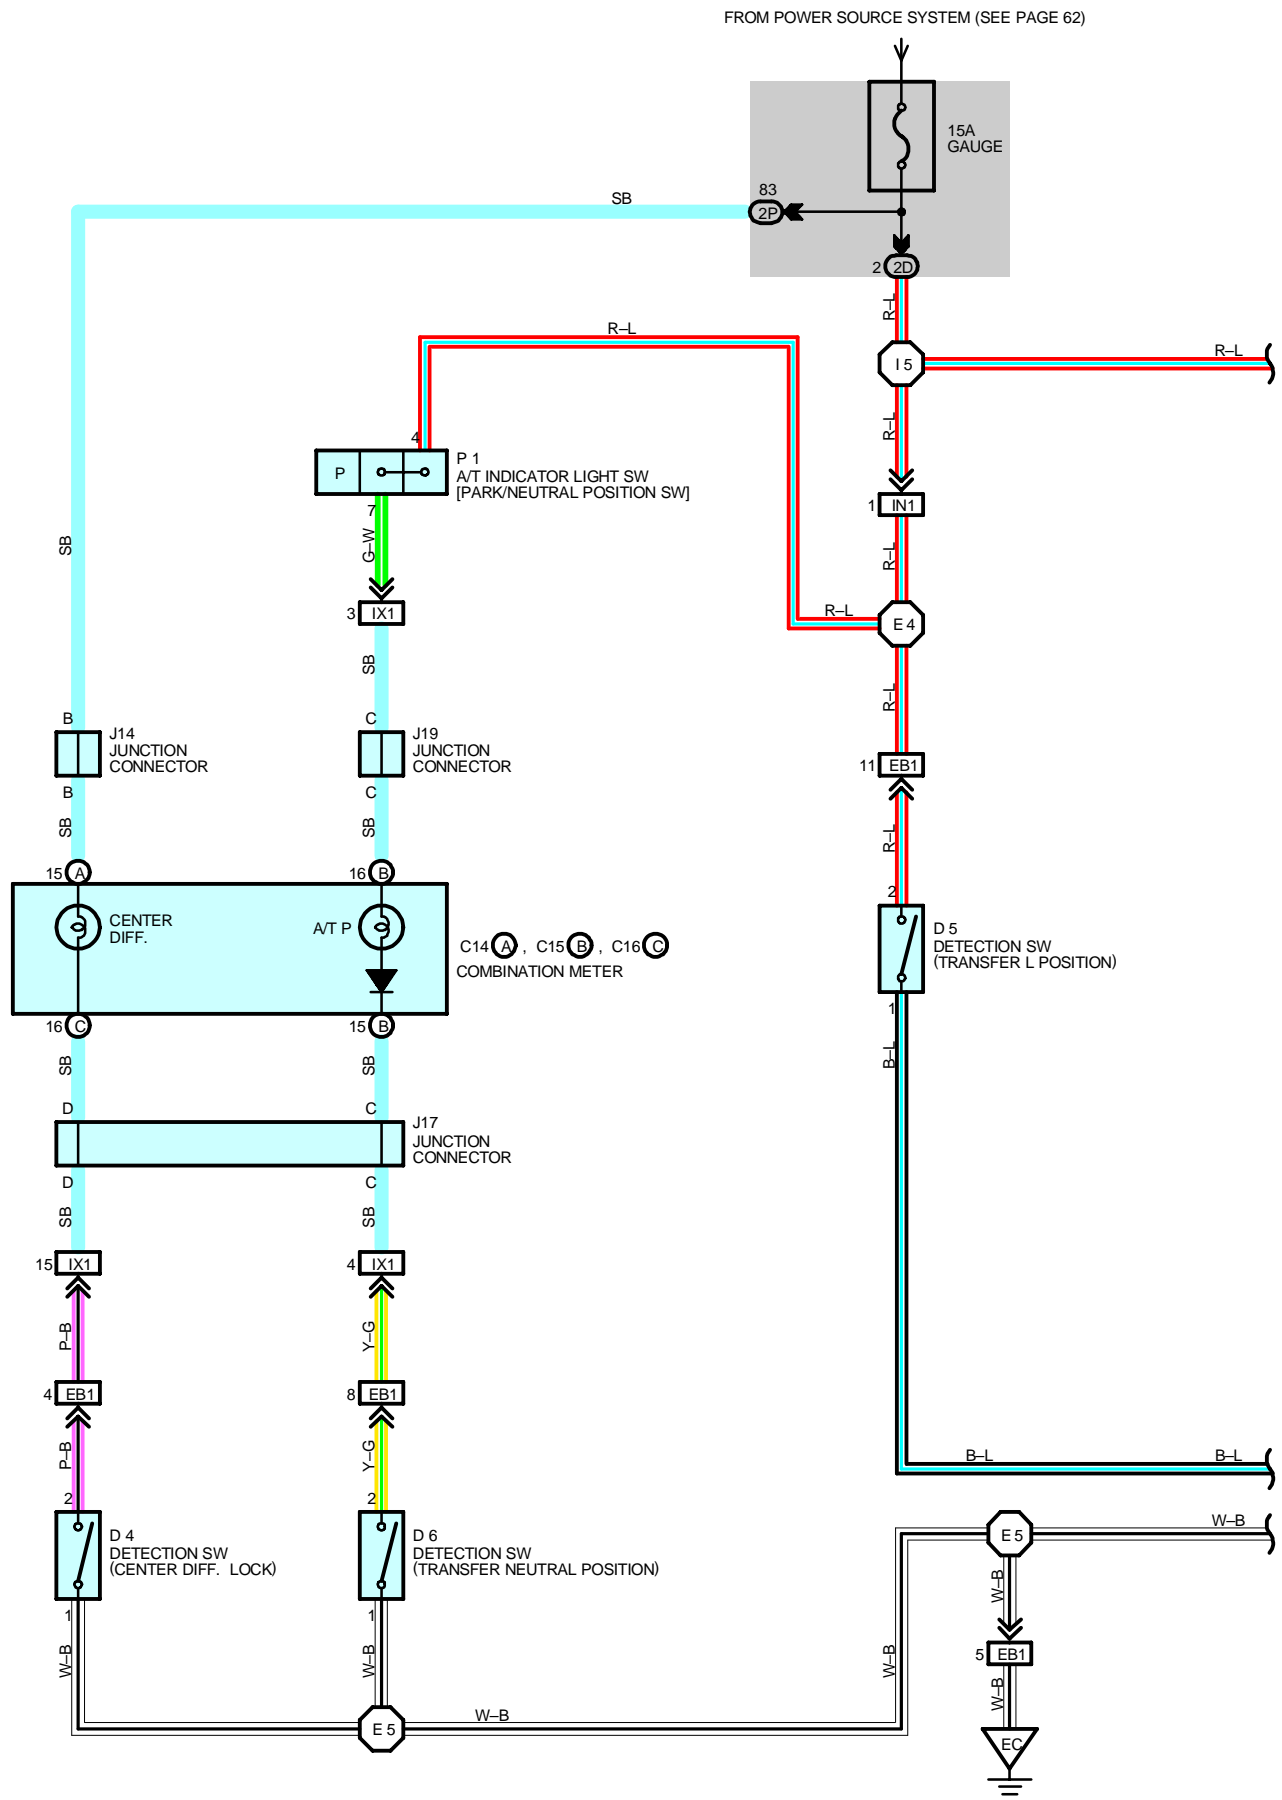 FROM POWER SOURCE SYSTEM (SEE PAGE 62)
15A
GAUGE
83
2P
SB
2
2D
R–L
I 5
R–L
R–L
R–L
4
P
P 1
A/T INDICATOR LIGHT SW
[PARK/NEUTRAL POSITION SW]
7
G–W
1
IN1
SB
R–L
3
IX1
R–L
E 4
SB
R–L
B
J14
JUNCTION
CONNECTOR
B
C
J19
JUNCTION
CONNECTOR
C
11
EB1
SB
SB
R–L
15
A
16
B
2
CENTER
DIFF.
A/T P
C14 A , C15 B , C16 C
COMBINATION METER
D 5
DETECTION SW
(TRANSFER L POSITION)
1
16
C
15
B
SB
SB
B–L
D
C
J17
JUNCTION
CONNECTOR
D
C
SB
SB
15
IX1
4
IX1
P–B
Y–G
4
EB1
8
EB1
P–B
Y–G
B–L
B–L
2
2
W–B
D 4
DETECTION SW
(CENTER DIFF. LOCK)
D 6
DETECTION SW
(TRANSFER NEUTRAL POSITION)
E 5
1
1
W–B
W–B
W–B
W–B
5
EB1
W–B
W–B
E 5
EC